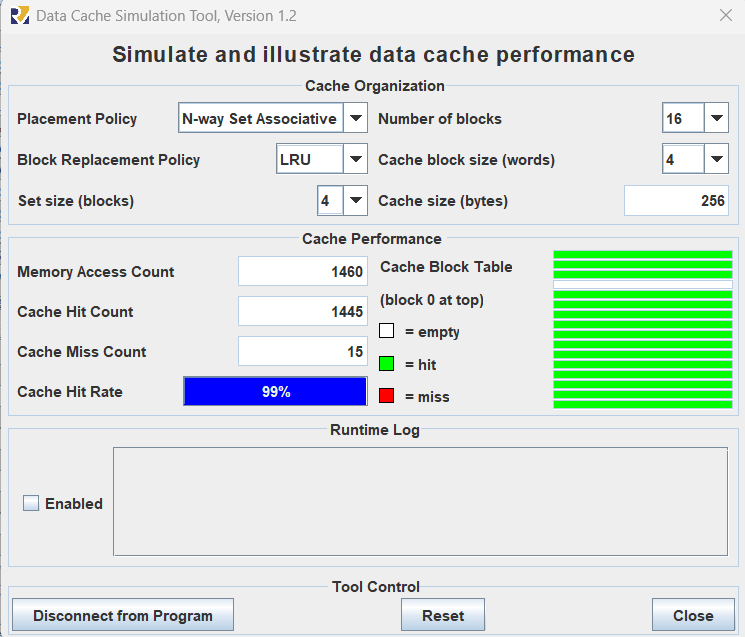 Data Cache Simulation Tool, Version 1.2
Simulate and illustrate data cache performance
Cache Organization
Placement Policy N-way Set Associative Number of blocks 16
Block Replacement Policy LRU Cache block size (words) 4
Set size (blocks) 4 Cache size (bytes) 256
Cache Performance
Memory Access Count 1460 Cache Block Table
(block 0 at top)
Cache Hit Count 1445
= empty
Cache Miss Count 15
= hit
Cache Hit Rate 99%
= miss
Runtime Log
Enabled
Tool Control
Disconnect from Program Reset Close